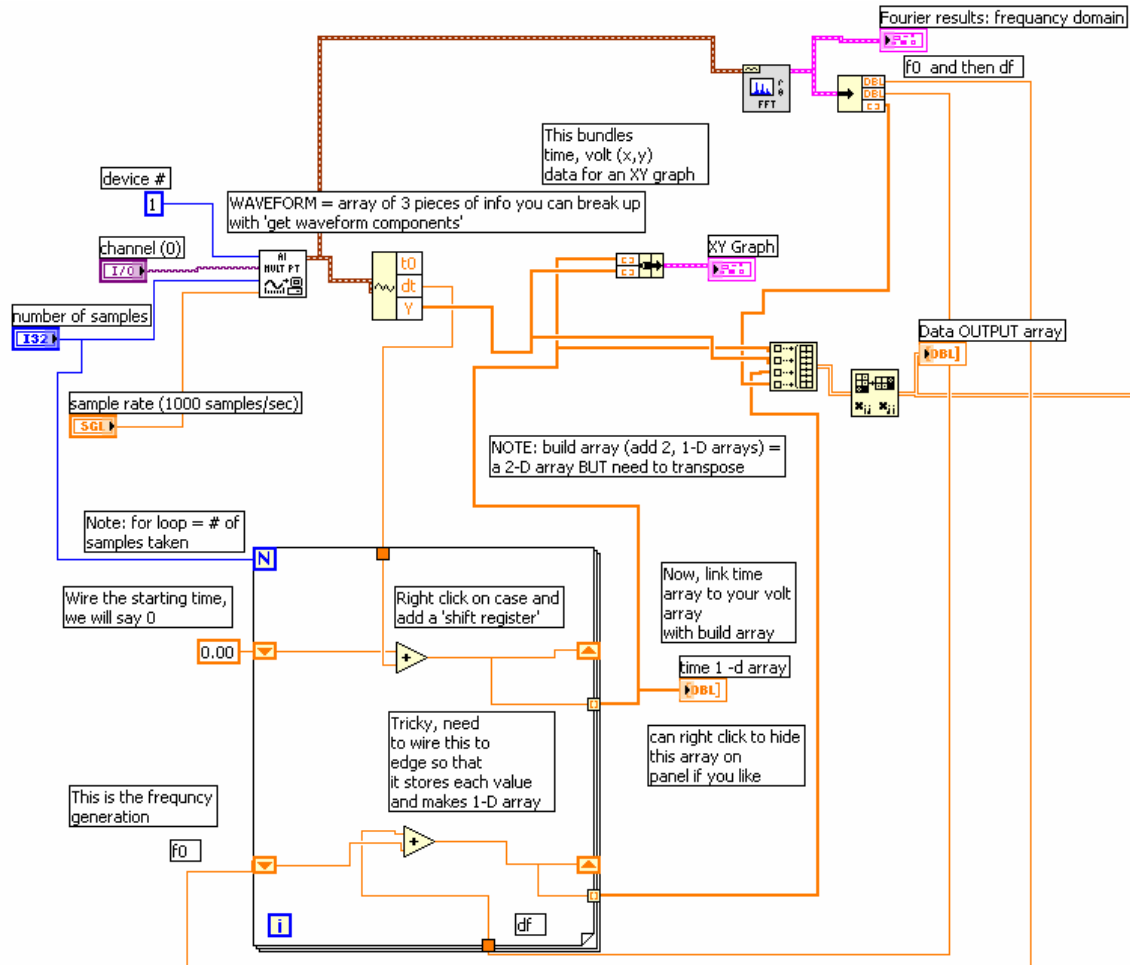 Fourier results: frequancy domain
f0 and then df
FFT
DBL
DBL
This bundles
time, volt (x,y)
data for an XY graph
device #
1
WAVEFORM = array of 3 pieces of info you can break up
with 'get waveform components'
channel (0)
I/0
AI
MULT PT
t0
dt
Y
XY Graph
number of samples
I32
Data OUTPUT array
DBL]
sample rate (1000 samples/sec)
SGL
NOTE: build array (add 2, 1-D arrays) =
a 2-D array BUT need to transpose
Note: for loop = # of
samples taken
N
Wire the starting time,
we will say 0
Right click on case and
add a 'shift register'
Now, link time
array to your volt
array
with build array
0.00
+
time 1 -d array
DBL]
Tricky, need
to wire this to
edge so that
it stores each value
and makes 1-D array
can right click to hide
this array on
panel if you like
This is the frequncy
generation
+
f0
i
df